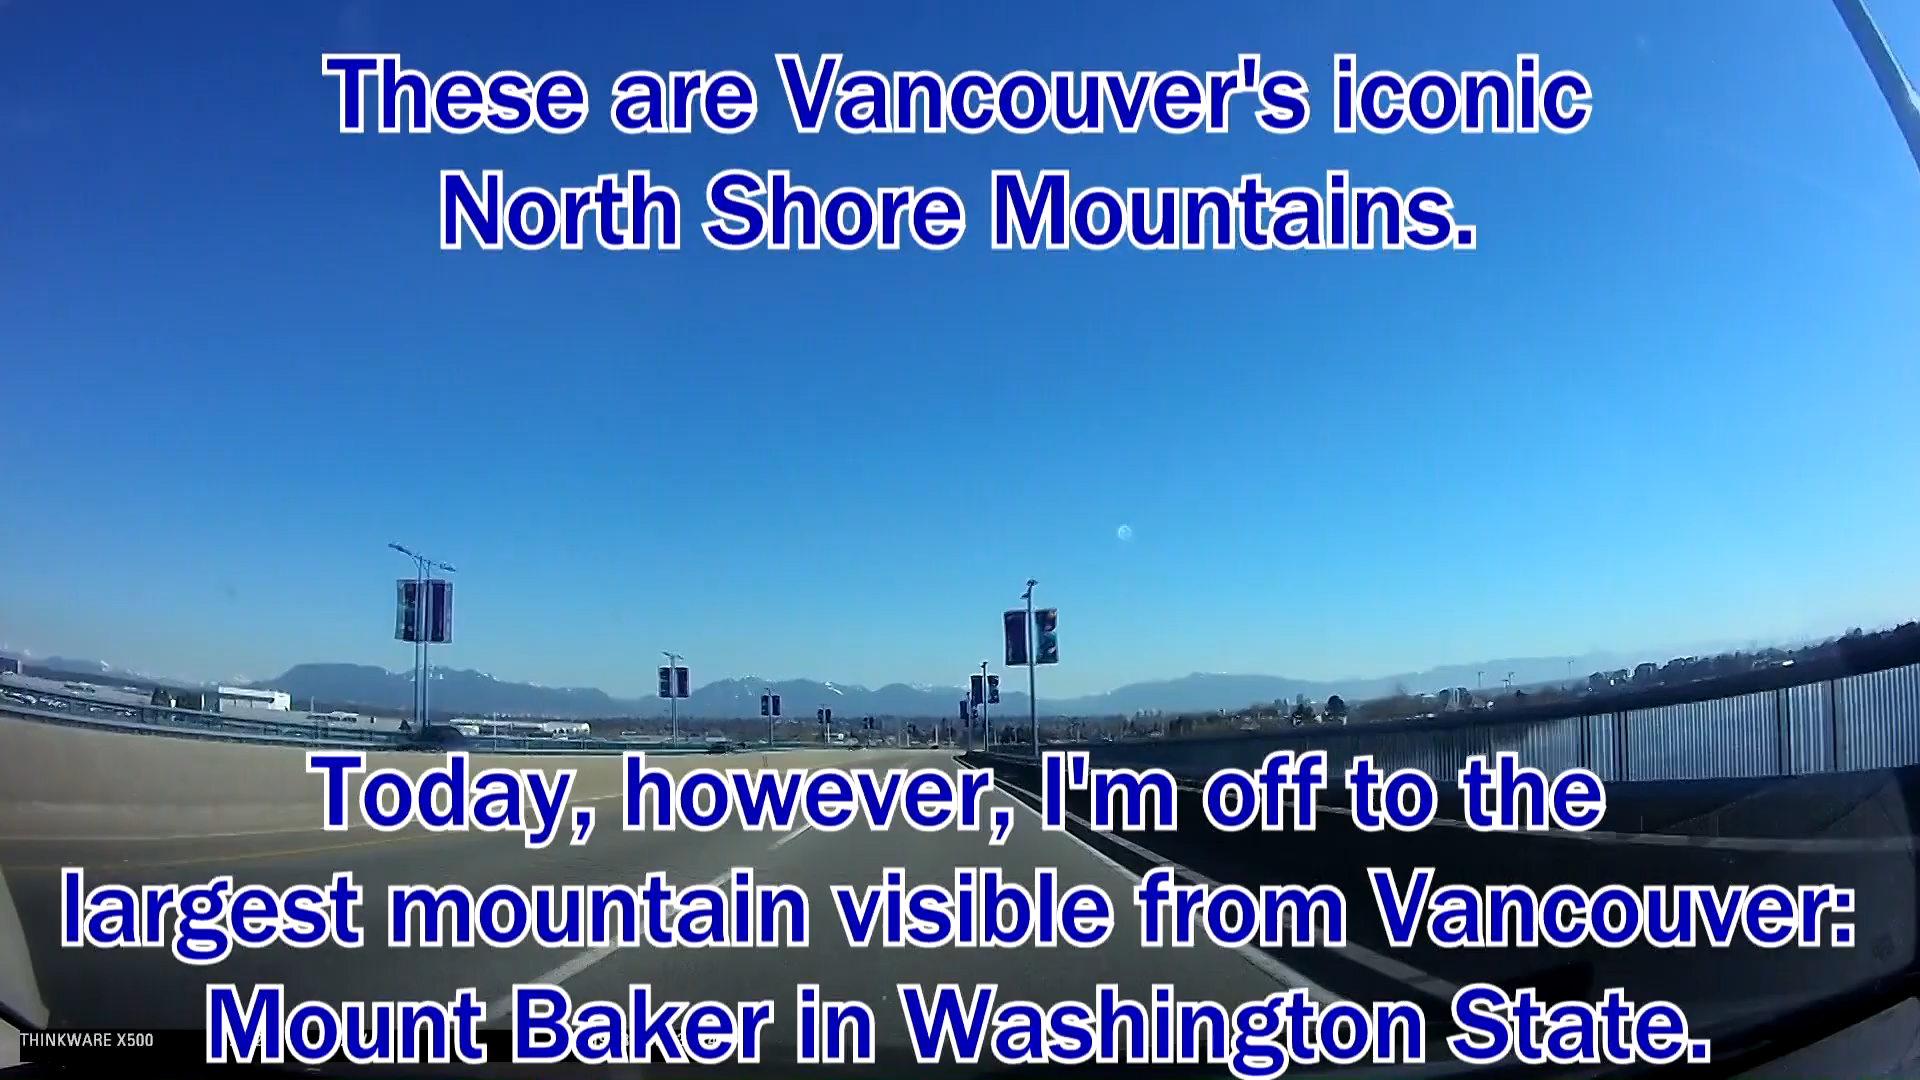 These are Vancouver's iconic
North Shore Mountains.
Today, however, I'm off to the
largest mountain visible from Vancouver:
Mount Baker in Washington State.
THINKWARE X500